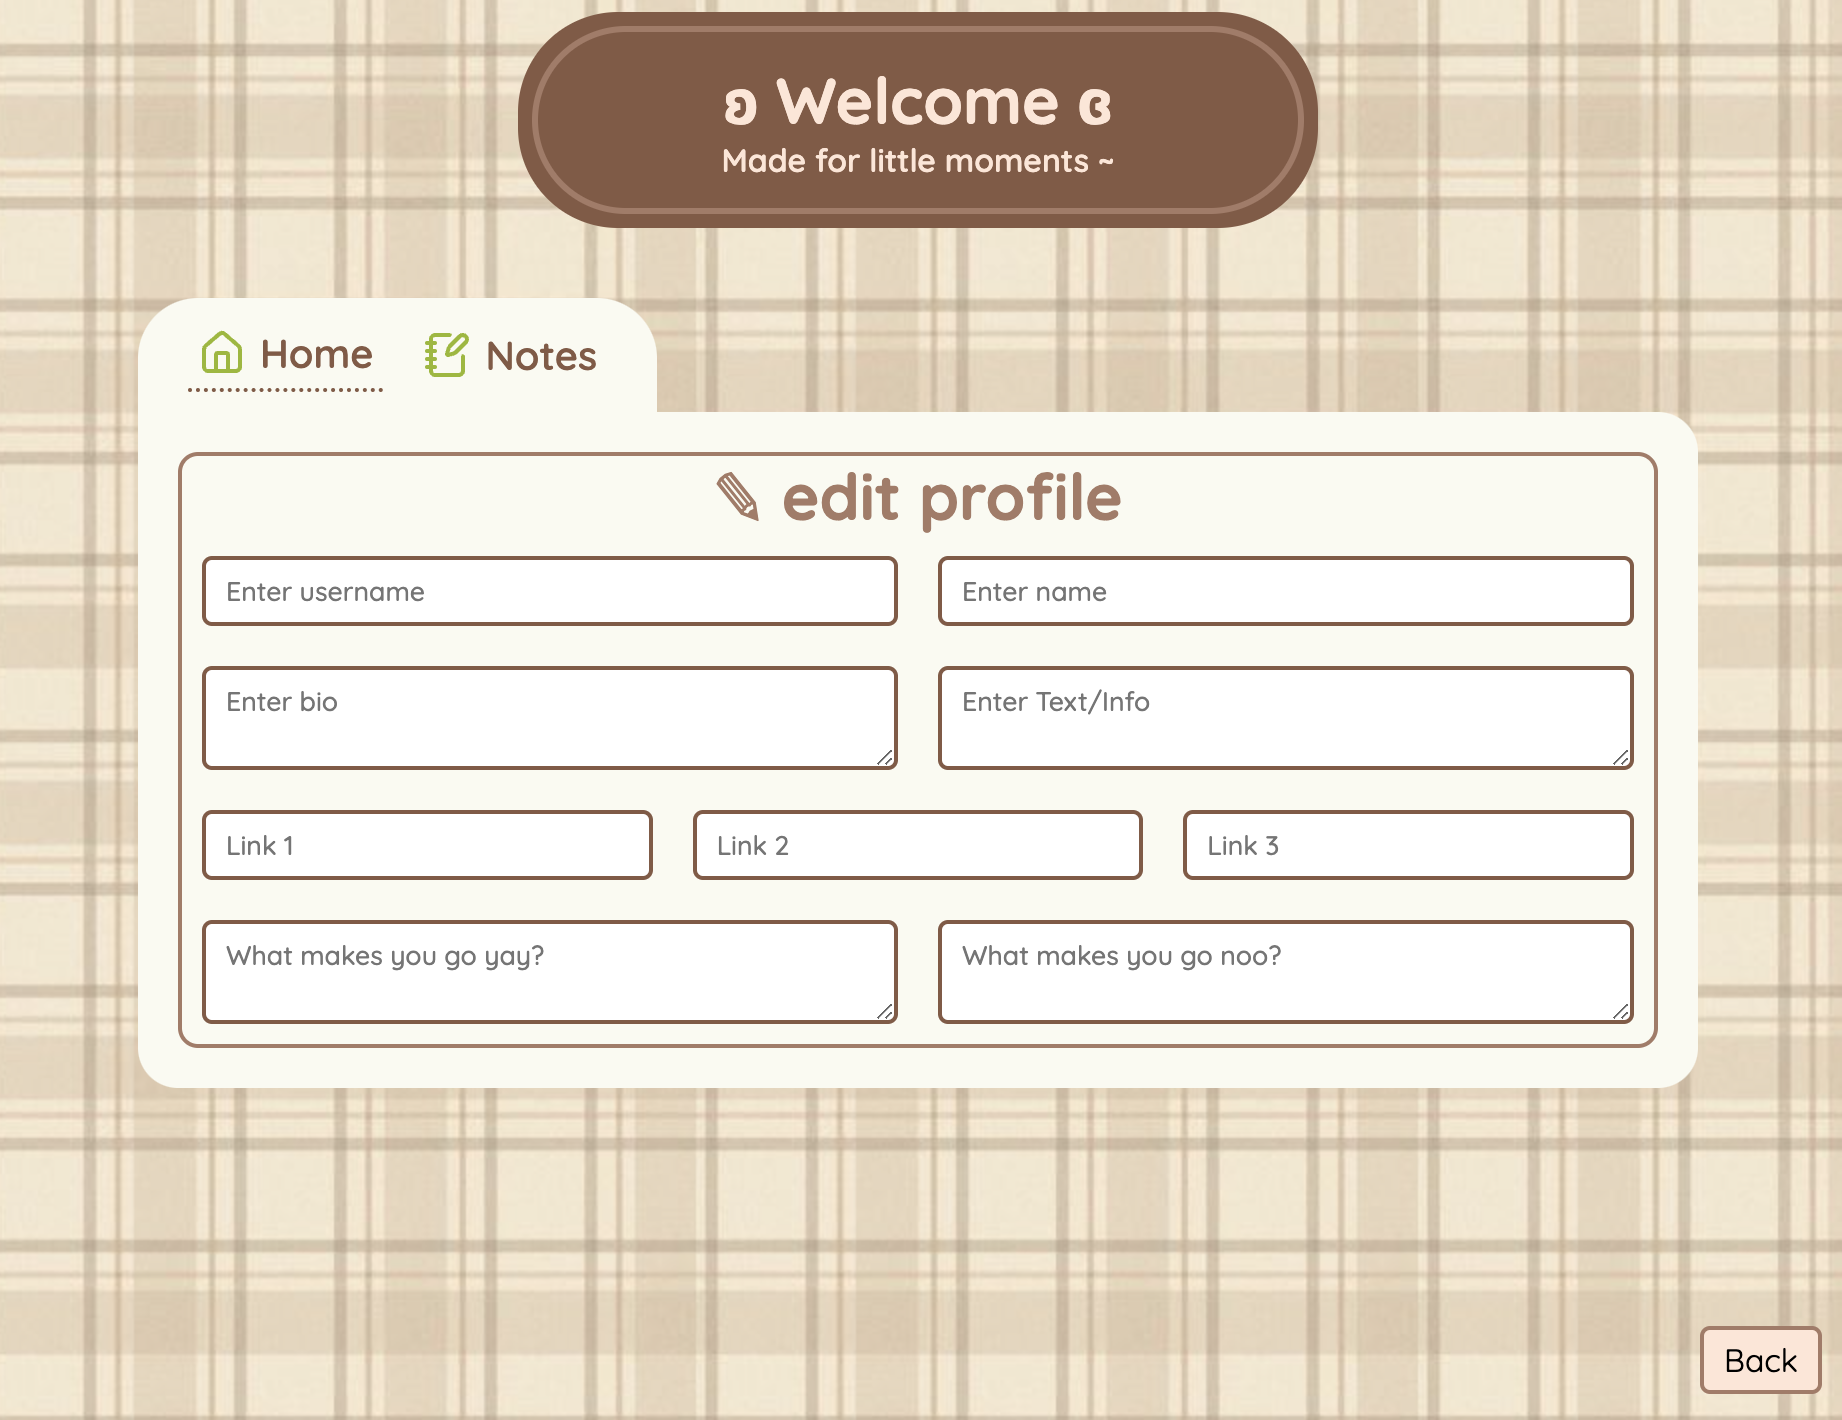 ʚ Welcome ɞ
Made for little moments ~
Home Notes
✎ edit profile
Enter username Enter name
Enter bio Enter Text/Info
Link 1 Link 2 Link 3
What makes you go yay? What makes you go noo?
Back